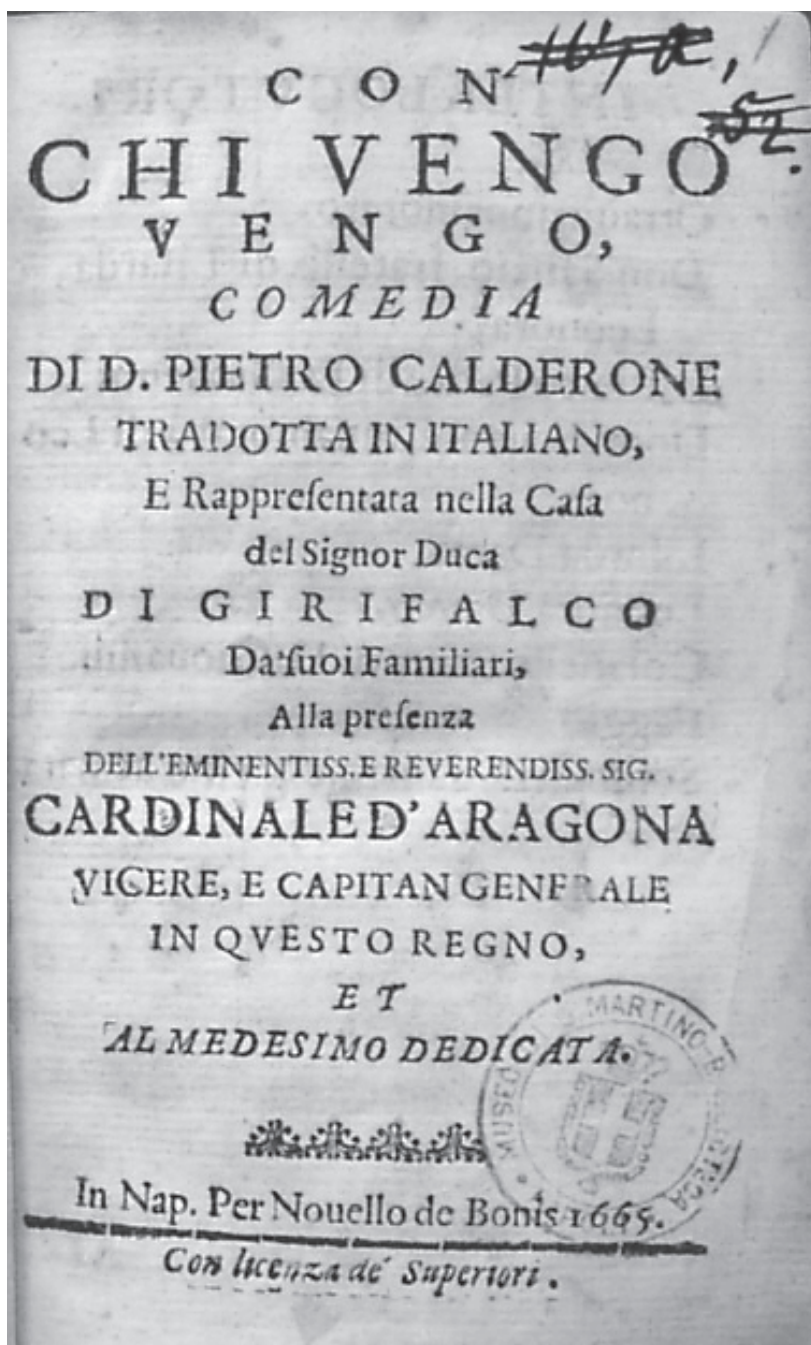 CON
CHI VENGO
VENGO,
COMEDIA
DI D. PIETRO CALDERONE
TRADOTTA IN ITALIANO,
E Rappreſentata nella Caſa
del Signor Duca
DI GIRIFALCO
Da'ſuoi Familiari,
Alla preſenza
DELL'EMINENTISS. E REVERENDISS. SIG.
CARDINALE D'ARAGONA
VICERE, E CAPITAN GENERALE
IN QVESTO REGNO,
ET
AL MEDESIMO DEDICATA.
MUSEO MARTINO
In Nap. Per Nouello de Bonis 1665.
Con licenza de' Superiori.